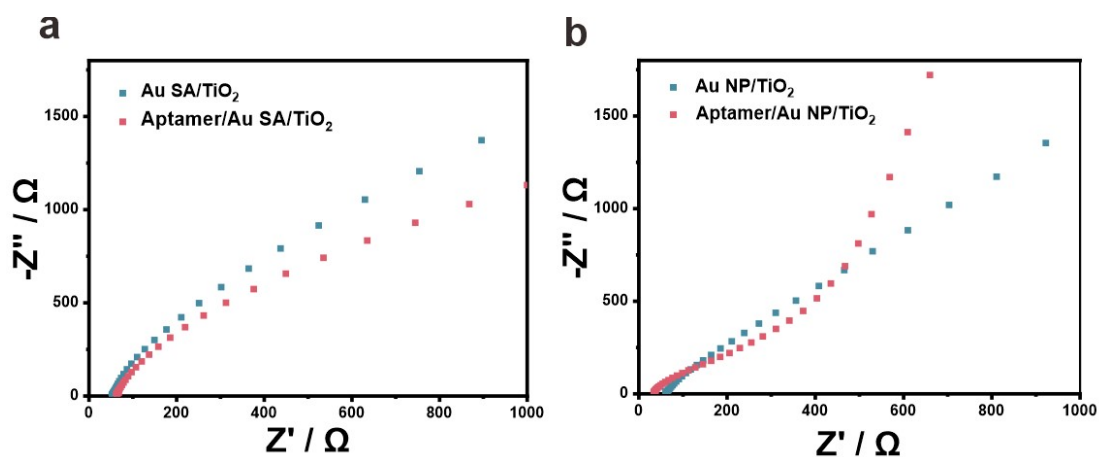 a
Au SA/TiO₂
Aptamer/Au SA/TiO₂
1500
1000
500
0
-Z'' / Ω
0 200 400 600 800 1000
Z' / Ω
b
Au NP/TiO₂
Aptamer/Au NP/TiO₂
1500
1000
500
0
-Z'' / Ω
0 200 400 600 800 1000
Z' / Ω